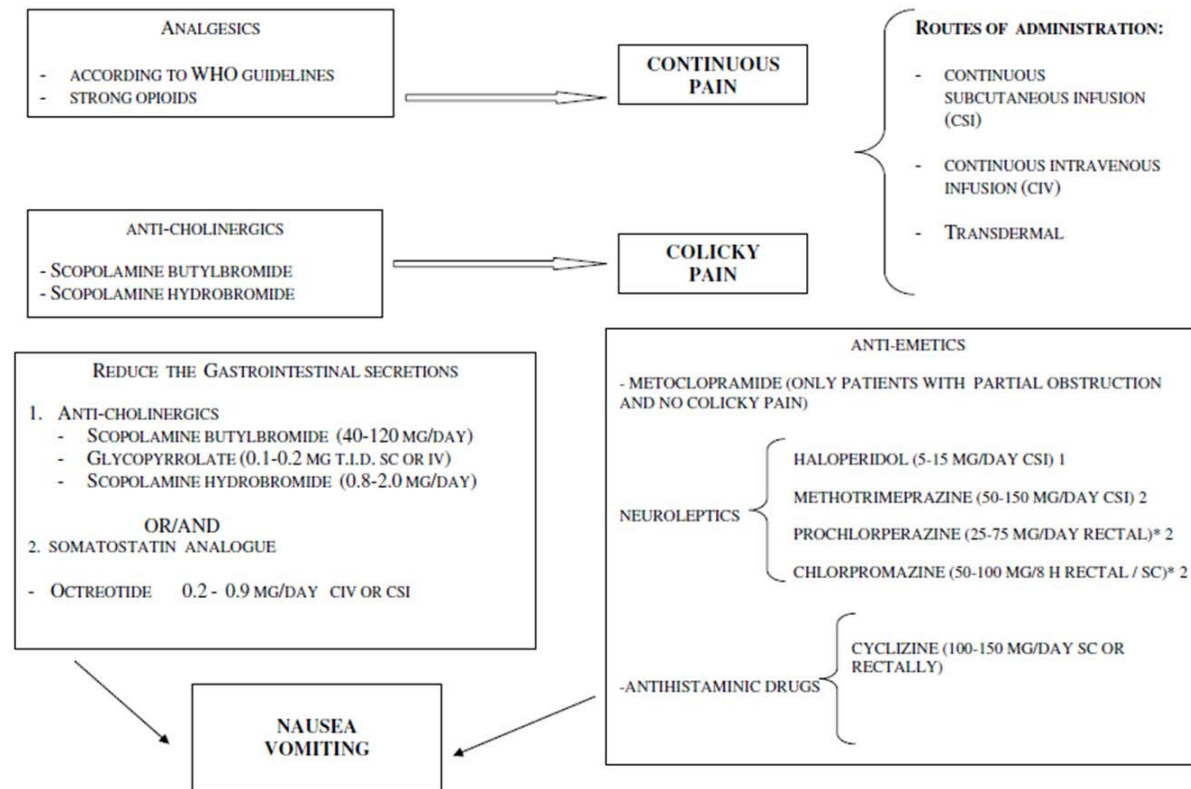 ANALGESICS
- ACCORDING TO WHO GUIDELINES
- STRONG OPIOIDS
CONTINUOUS
PAIN
ROUTES OF ADMINISTRATION:
- CONTINUOUS
SUBCUTANEOUS INFUSION
(CSI)
- CONTINUOUS INTRAVENOUS
INFUSION (CIV)
- TRANSDERMAL
ANTI-CHOLINERGICS
- SCOPOLAMINE BUTYLBROMIDE
- SCOPOLAMINE HYDROBROMIDE
COLICKY
PAIN
REDUCE THE GASTROINTESTINAL SECRETIONS
1. ANTI-CHOLINERGICS
- SCOPOLAMINE BUTYLBROMIDE (40-120 MG/DAY)
- GLYCOPYRROLATE (0.1-0.2 MG T.I.D. SC OR IV)
- SCOPOLAMINE HYDROBROMIDE (0.8-2.0 MG/DAY)
OR/AND
2. SOMATOSTATIN ANALOGUE
- OCTREOTIDE 0.2 - 0.9 MG/DAY CIV OR CSI
ANTI-EMETICS
- METOCLOPRAMIDE (ONLY PATIENTS WITH PARTIAL OBSTRUCTION
AND NO COLICKY PAIN)
NEUROLEPTICS
HALOPERIDOL (5-15 MG/DAY CSI) 1
METHOTRIMEPRAZINE (50-150 MG/DAY CSI) 2
PROCHLORPERAZINE (25-75 MG/DAY RECTAL)* 2
CHLORPROMAZINE (50-100 MG/8 H RECTAL / SC)* 2
-ANTIHISTAMINIC DRUGS
CYCLIZINE (100-150 MG/DAY SC OR
RECTALLY)
NAUSEA
VOMITING